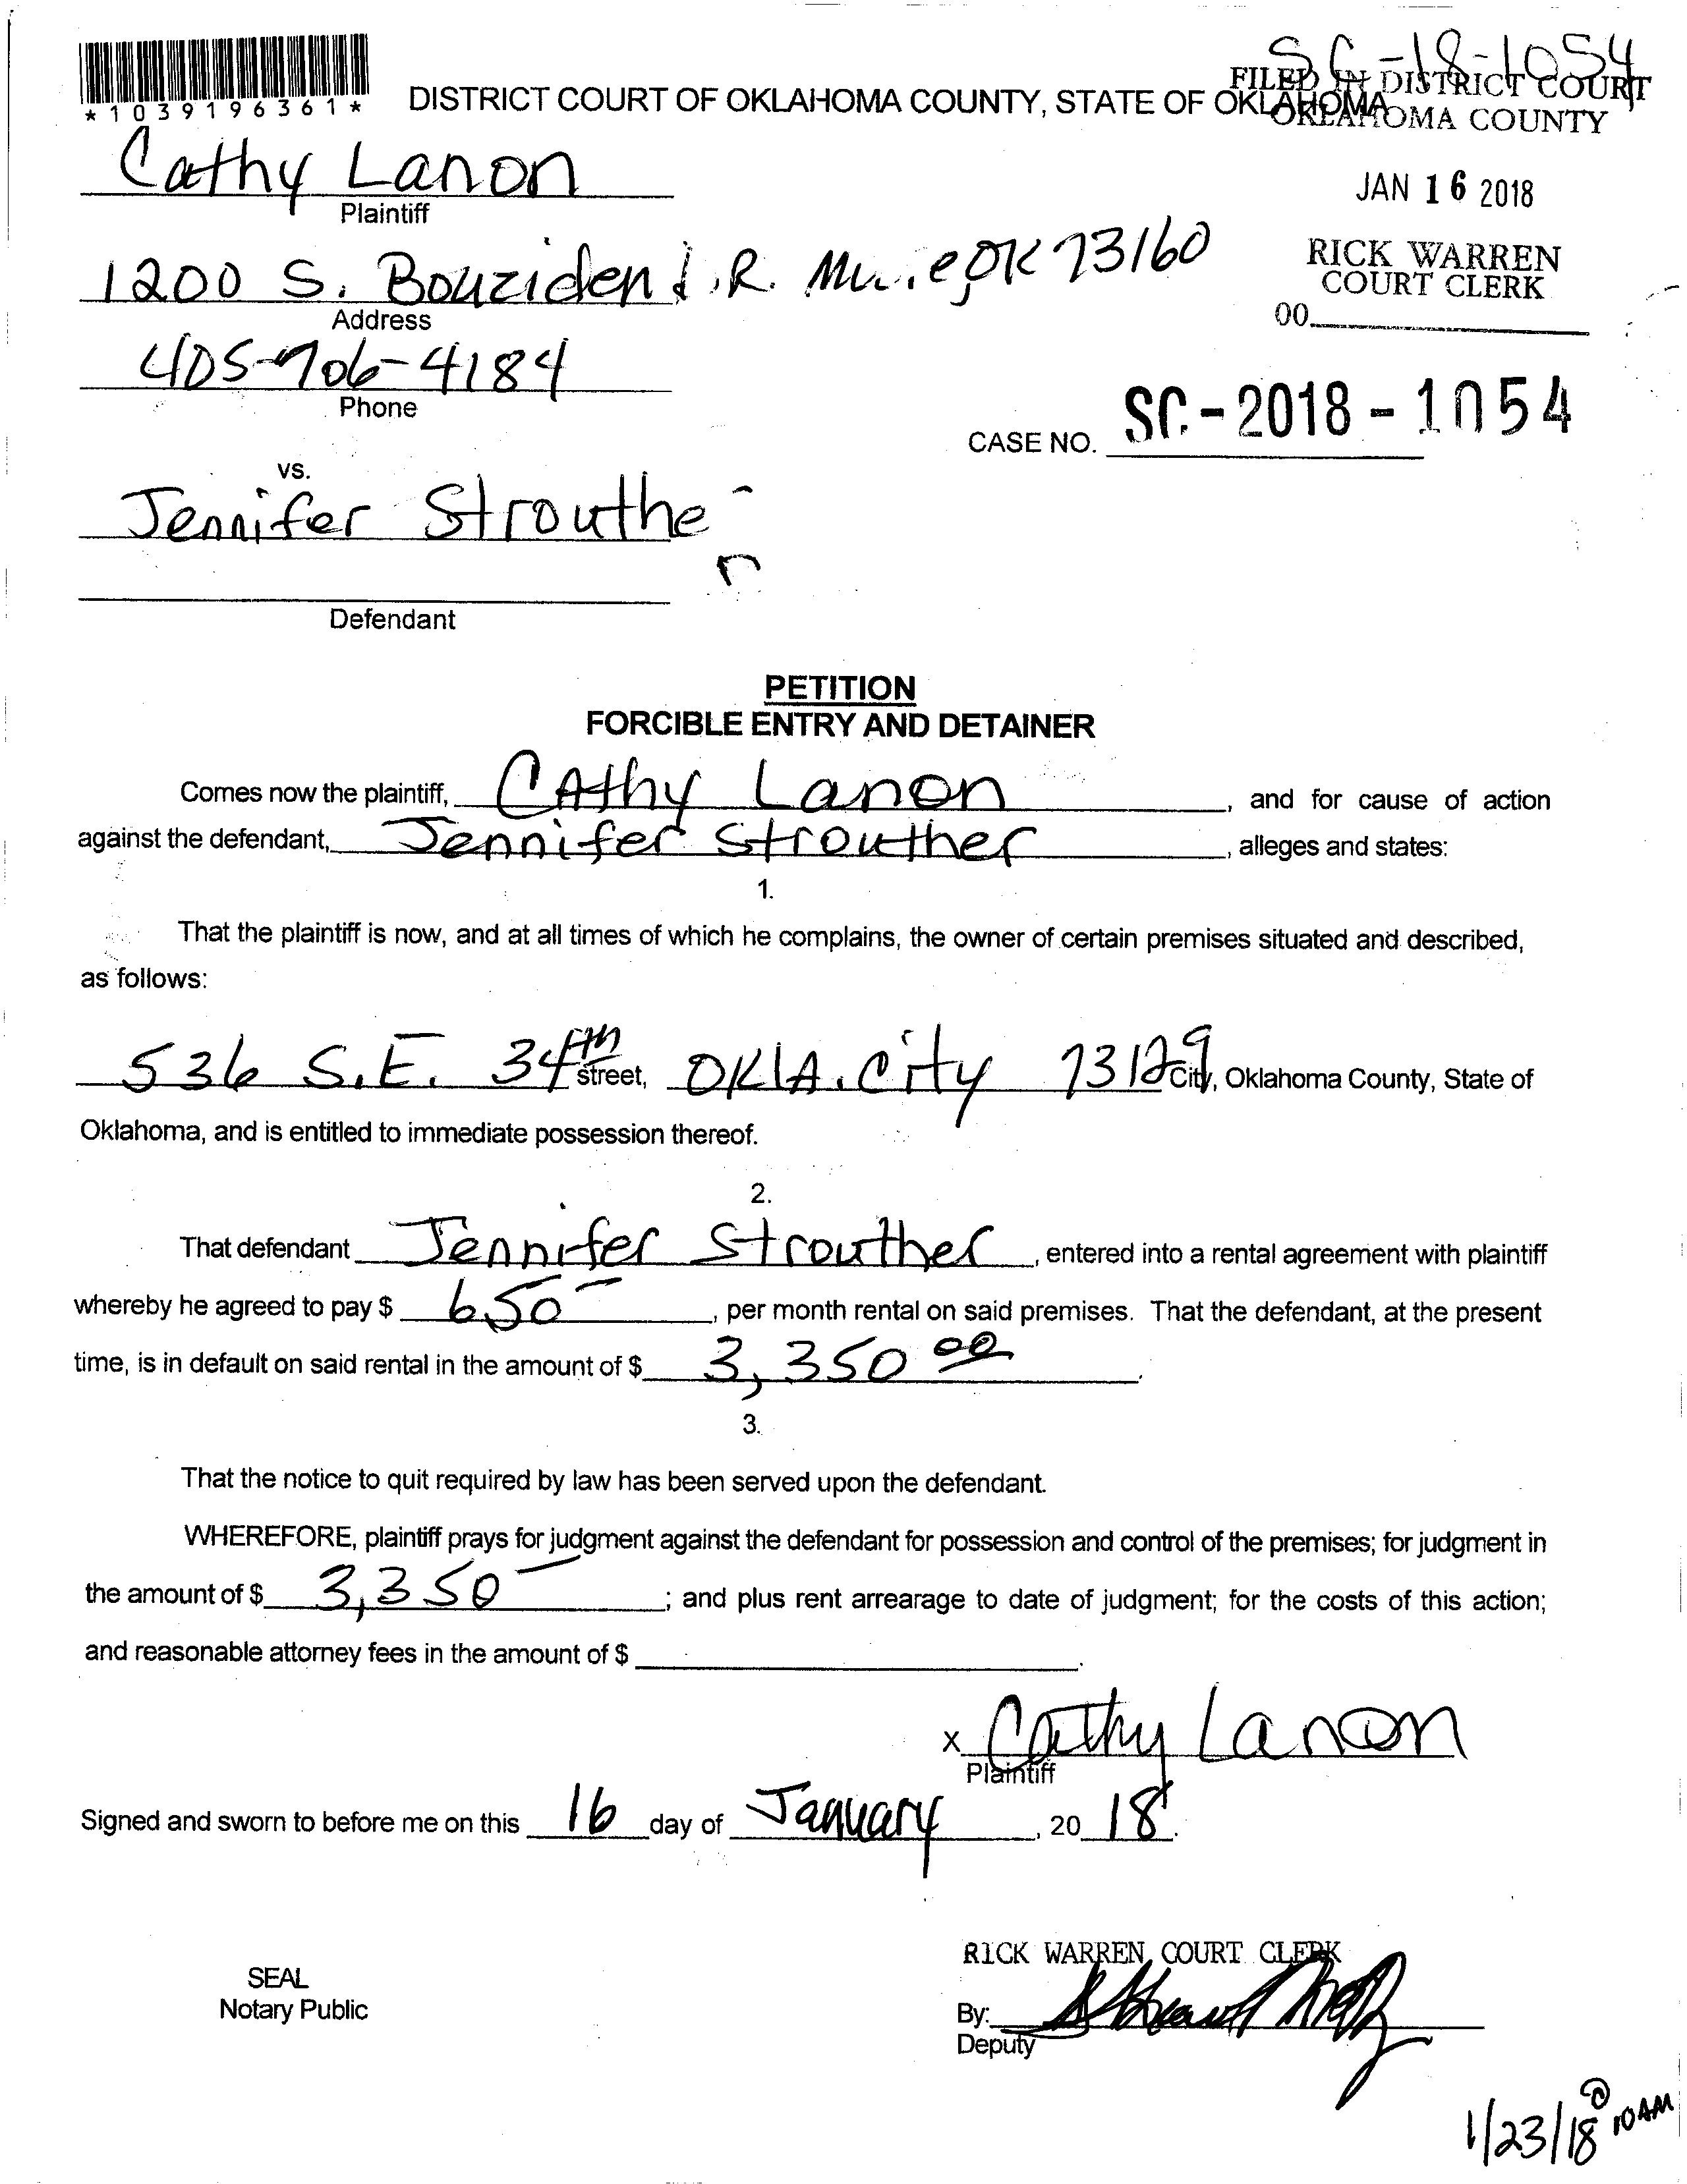 SC-18-1054
*1039196361*
DISTRICT COURT OF OKLAHOMA COUNTY, STATE OF OKLAHOMA
FILED IN DISTRICT COURT
OKLAHOMA COUNTY
JAN 16 2018
RICK WARREN
COURT CLERK
00
Cathy Lanon
Plaintiff
1200 S. Bouziden R. OK 73160
Address
405-706-4184
Phone
CASE NO. SC-2018-1054
vs.
Jennifer Strouther
Defendant
PETITION
FORCIBLE ENTRY AND DETAINER
Comes now the plaintiff, CAthy Lanon, and for cause of action
against the defendant, Jennifer Strouther, alleges and states:
1.
That the plaintiff is now, and at all times of which he complains, the owner of certain premises situated and described,
as follows:
536 S.E. 34th street, OKlA. City 73129 City, Oklahoma County, State of
Oklahoma, and is entitled to immediate possession thereof.
2.
That defendant Jennifer Strouther, entered into a rental agreement with plaintiff
whereby he agreed to pay $ 650-, per month rental on said premises. That the defendant, at the present
time, is in default on said rental in the amount of $ 3,350 00.
3.
That the notice to quit required by law has been served upon the defendant.
WHEREFORE, plaintiff prays for judgment against the defendant for possession and control of the premises; for judgment in
the amount of $ 3,350-; and plus rent arrearage to date of judgment; for the costs of this action;
and reasonable attorney fees in the amount of $ .
x Cathy Lanon
Plaintiff
Signed and sworn to before me on this 16 day of January, 20 18.
RICK WARREN, COURT CLERK
SEAL
Notary Public
By:
Deputy
1/23/18 @ 10AM